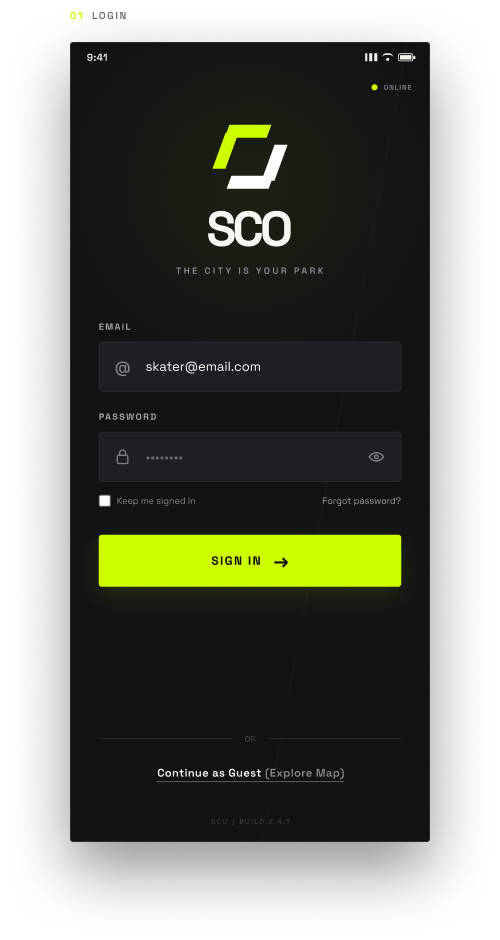 01 LOGIN
9:41
ONLINE
SCO
THE CITY IS YOUR PARK
EMAIL
@ skater@email.com
PASSWORD
••••••••
Keep me signed in
Forgot password?
SIGN IN →
OR
Continue as Guest (Explore Map)
SCO / BUILD 2.4.1